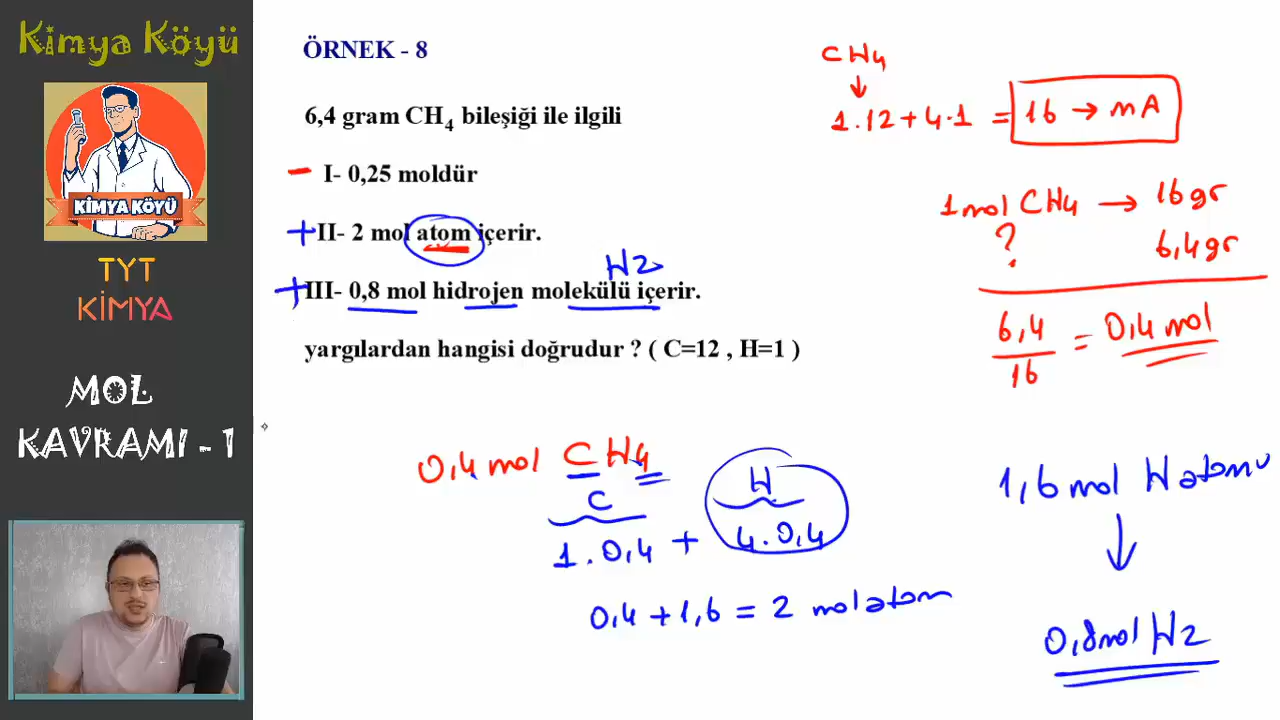 Kimya Köyü
KİMYA KÖYÜ
TYT
KİMYA
MOL
KAVRAMI - 1
ÖRNEK - 8
6,4 gram CH4 bileşiği ile ilgili
I- 0,25 moldür
II- 2 mol atom içerir.
H2
III- 0,8 mol hidrojen molekülü içerir.
yargılardan hangisi doğrudur ? ( C=12 , H=1 )
CH4
1.12 + 4.1 = 16 → mA
1 mol CH4 → 16 gr
? 6,4 gr
6,4
16
= 0,4 mol
0,4 mol CH4
C H
1.0,4 + 4.0,4
0,4 + 1,6 = 2 mol atom
1,6 mol H atomu
0,8 mol H2